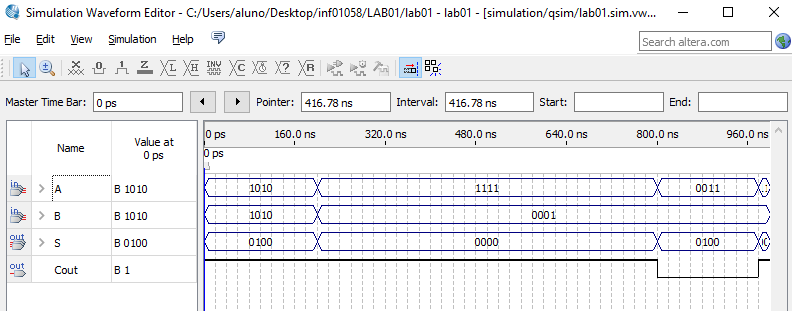 Simulation Waveform Editor - C:/Users/aluno/Desktop/inf01058/LAB01/lab01 - lab01 - [simulation/qsim/lab01.sim.vw...
File Edit View Simulation Help Search altera.com
Master Time Bar: 0 ps Pointer: 416.78 ns Interval: 416.78 ns Start: End:
Name Value at 0 ps 0 ps 160.0 ns 320.0 ns 480.0 ns 640.0 ns 800.0 ns 960.0 ns
0 ps
in A B 1010 1010 1111 0011
in B B 1010 1010 0001
out S B 0100 0100 0000 0100
out Cout B 1